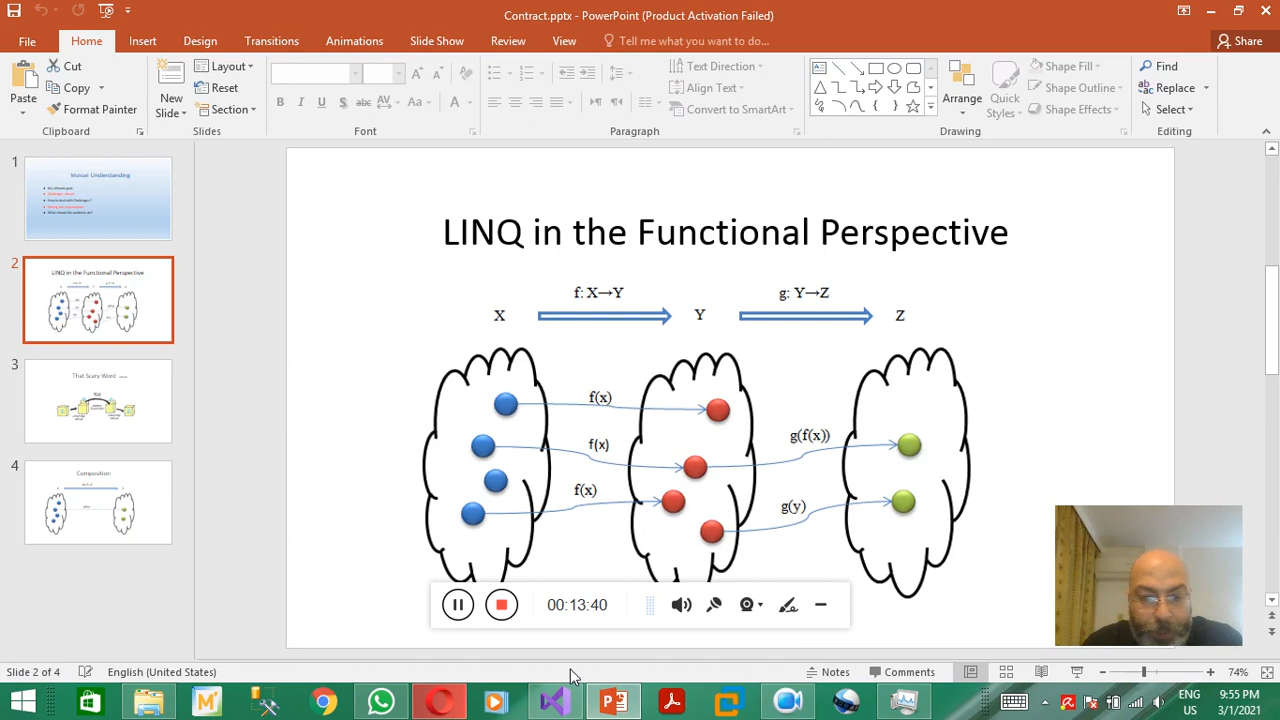 Contract.pptx - PowerPoint (Product Activation Failed)
File Home Insert Design Transitions Animations Slide Show Review View Tell me what you want to do... Share
Paste
Cut
Copy
Format Painter
Clipboard
New Slide
Layout
Reset
Section
Slides
B I U S abc AV Aa A
Font
Text Direction
Align Text
Convert to SmartArt
Paragraph
Arrange
Quick Styles
Shape Fill
Shape Outline
Shape Effects
Drawing
Find
Replace
Select
Editing
1
Mutual Understanding
2
LINQ in the Functional Perspective
3
That Scary Word
4
Composition
LINQ in the Functional Perspective
f: X→Y
g: Y→Z
X Y Z
f(x)
f(x)
g(f(x))
f(x)
g(y)
00:13:40
Slide 2 of 4 English (United States) Notes Comments 74%
ENG
US
9:55 PM
3/1/2021